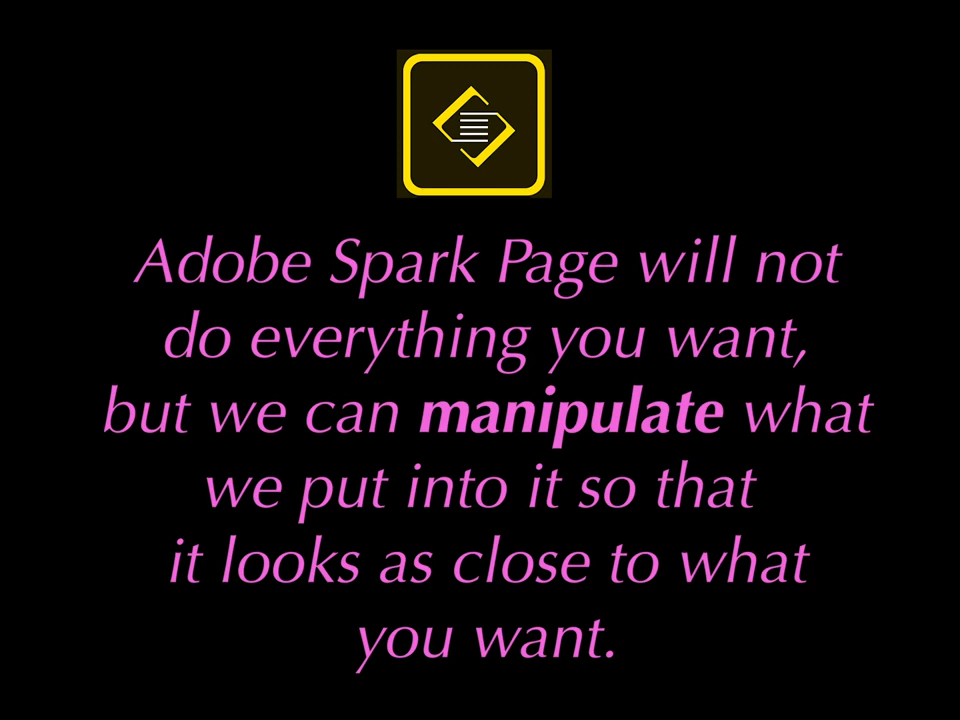 Adobe Spark Page will not
do everything you want,
but we can manipulate what
we put into it so that
it looks as close to what
you want.